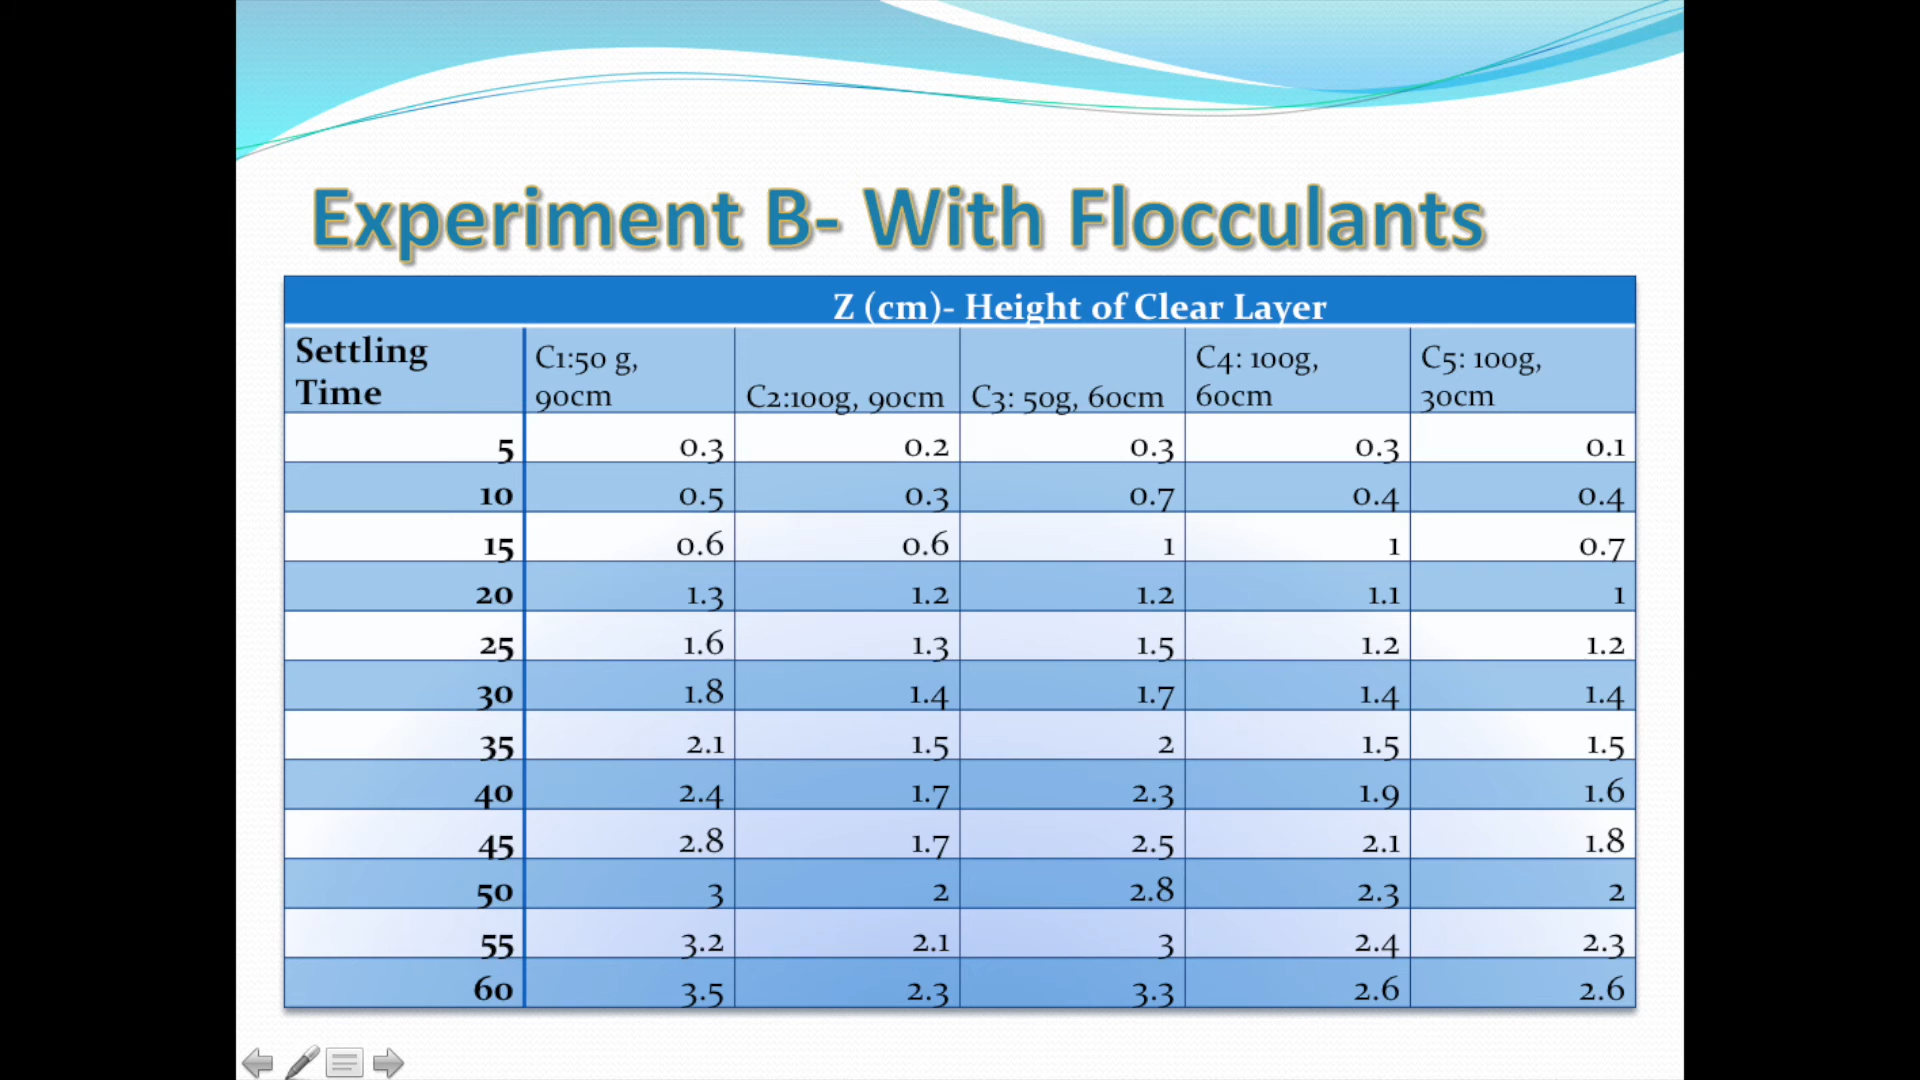 Experiment B- With Flocculants
Z (cm)- Height of Clear Layer
Settling Time C1:50 g, 90cm C2:100g, 90cm C3: 50g, 60cm C4: 100g, 60cm C5: 100g, 30cm
5 0.3 0.2 0.3 0.3 0.1
10 0.5 0.3 0.7 0.4 0.4
15 0.6 0.6 1 1 0.7
20 1.3 1.2 1.2 1.1 1
25 1.6 1.3 1.5 1.2 1.2
30 1.8 1.4 1.7 1.4 1.4
35 2.1 1.5 2 1.5 1.5
40 2.4 1.7 2.3 1.9 1.6
45 2.8 1.7 2.5 2.1 1.8
50 3 2 2.8 2.3 2
55 3.2 2.1 3 2.4 2.3
60 3.5 2.3 3.3 2.6 2.6